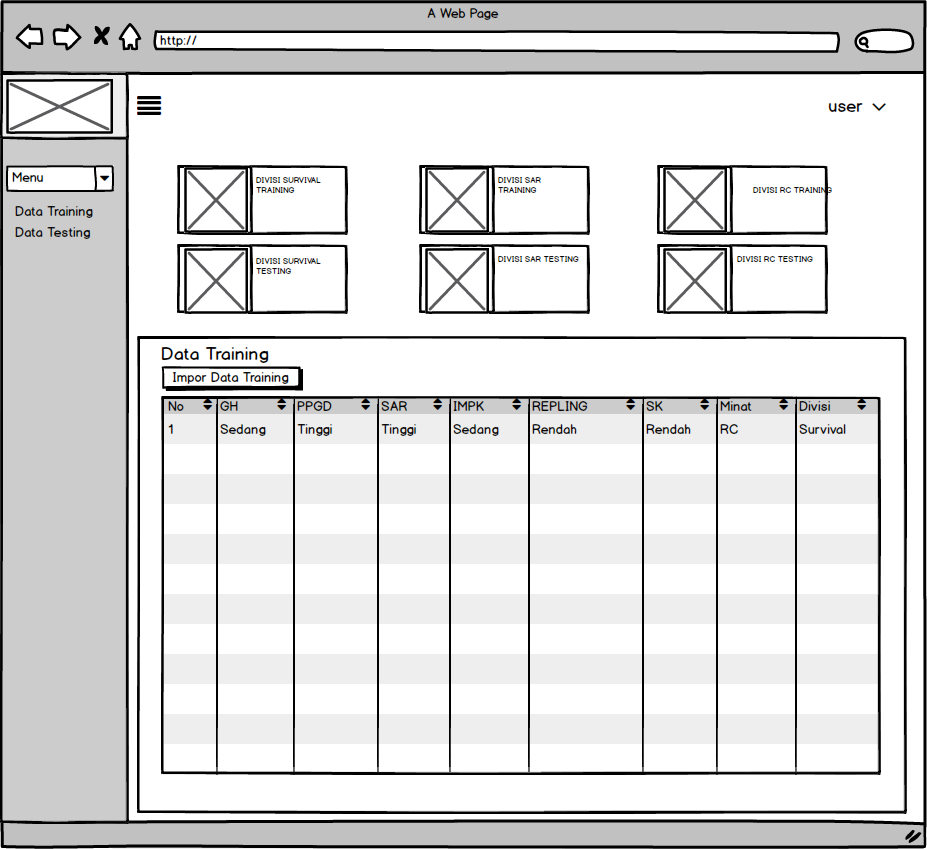 A Web Page
http://
user
Menu
Data Training
Data Testing
DIVISI SURVIVAL
TRAINING
DIVISI SAR
TRAINING
DIVISI RC TRAINING
DIVISI SURVIVAL
TESTING
DIVISI SAR TESTING
DIVISI RC TESTING
Data Training
Impor Data Training
No GH PPGD SAR IMPK REPLING SK Minat Divisi
1 Sedang Tinggi Tinggi Sedang Rendah Rendah RC Survival